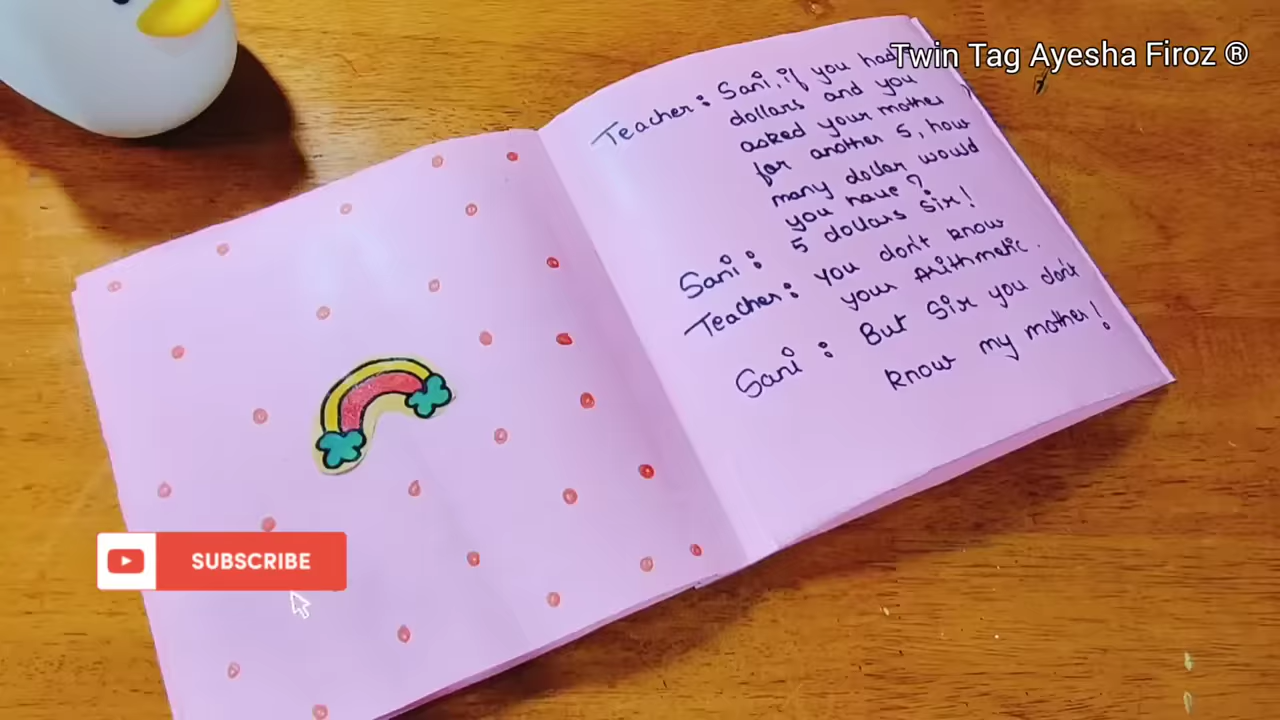 Twin Tag Ayesha Firoz ®
Teacher: Sani, if you had
dollars and you
asked your mother
for another 5, how
many dollar would
you have?
Sani: 5 dollars sir!
Teacher: you don't know
your Arithmetic.
Sani: But Sir you don't
know my mother!
SUBSCRIBE